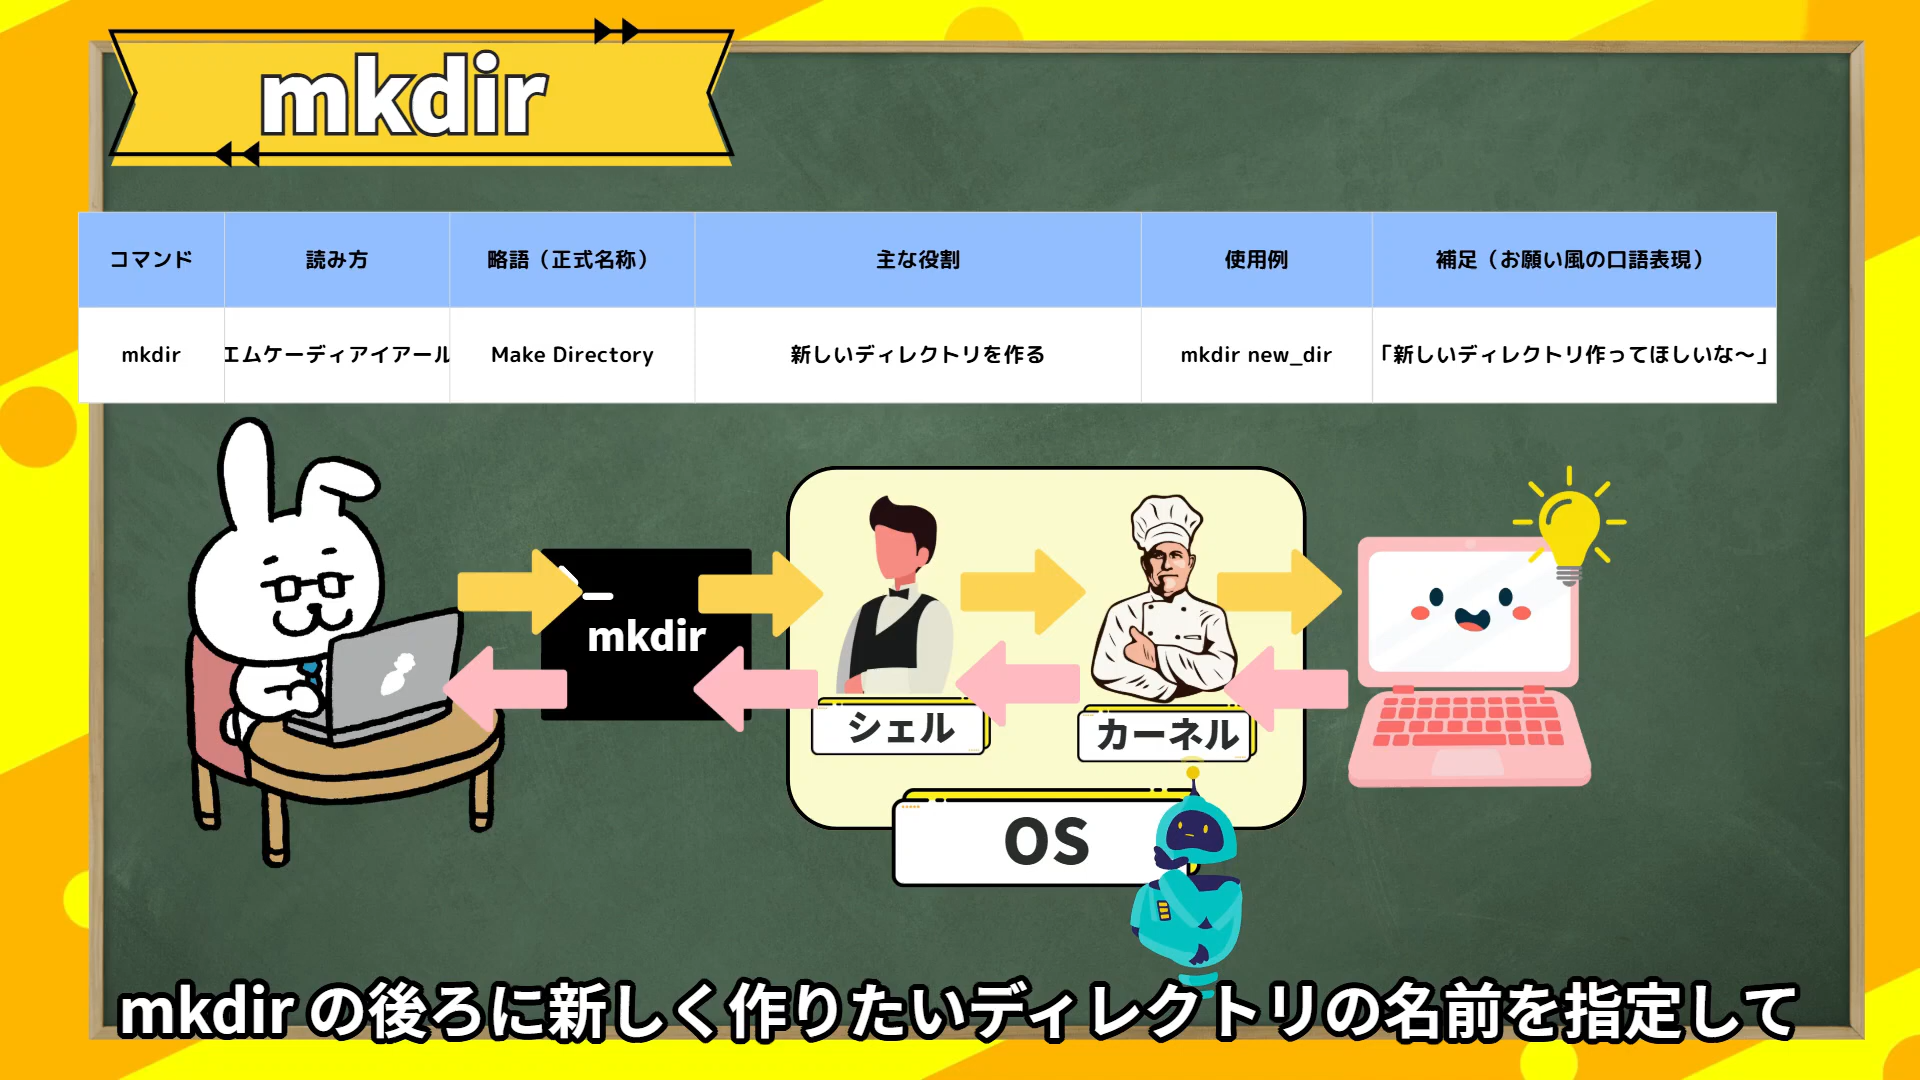 mkdir
コマンド 読み方 略語（正式名称） 主な役割 使用例 補足（お願い風の口語表現）
mkdir エムケーディアイアール Make Directory 新しいディレクトリを作る mkdir new_dir 「新しいディレクトリ作ってほしいな～」
mkdir
シェル
カーネル
OS
mkdir の後ろに新しく作りたいディレクトリの名前を指定して